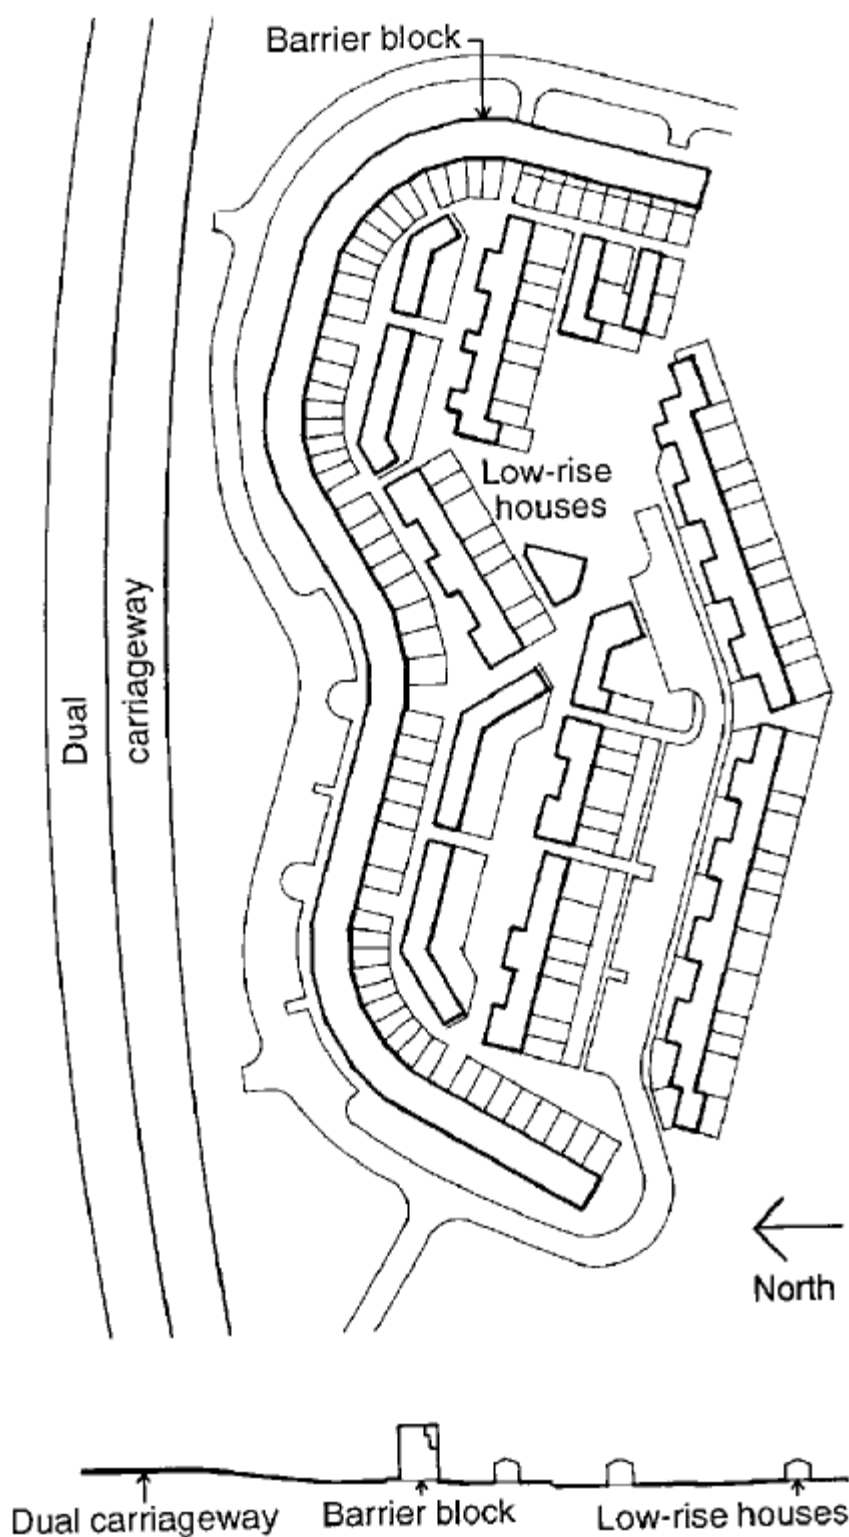 Barrier block
Low-rise
houses
Dual
carriageway
North
Dual carriageway
Barrier block
Low-rise houses